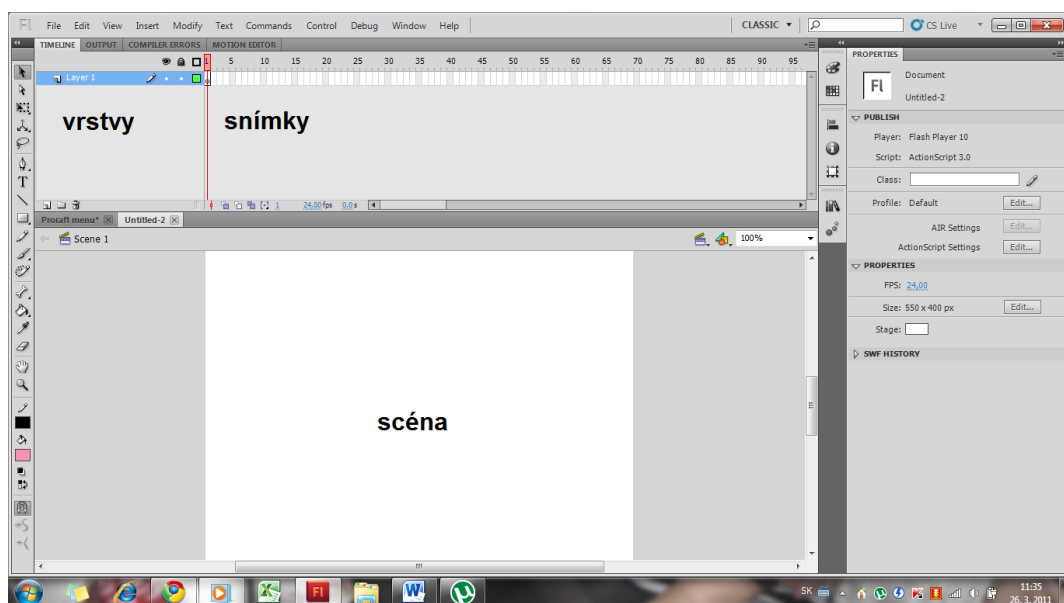 Fl File Edit View Insert Modify Text Commands Control Debug Window Help CLASSIC CS Live
TIMELINE OUTPUT COMPILER ERRORS MOTION EDITOR
1 5 10 15 20 25 30 35 40 45 50 55 60 65 70 75 80 85 90 95
Layer 1
vrstvy snímky
1 24,00 fps 0,0 s
Proraft menu* Untitled-2
Scene 1 100%
scéna
PROPERTIES
Fl Document
Untitled-2
PUBLISH
Player: Flash Player 10
Script: ActionScript 3.0
Class:
Profile: Default Edit...
AIR Settings Edit...
ActionScript Settings Edit...
PROPERTIES
FPS: 24,00
Size: 550 x 400 px Edit...
Stage:
SWF HISTORY
SK 11:35
26. 3. 2011